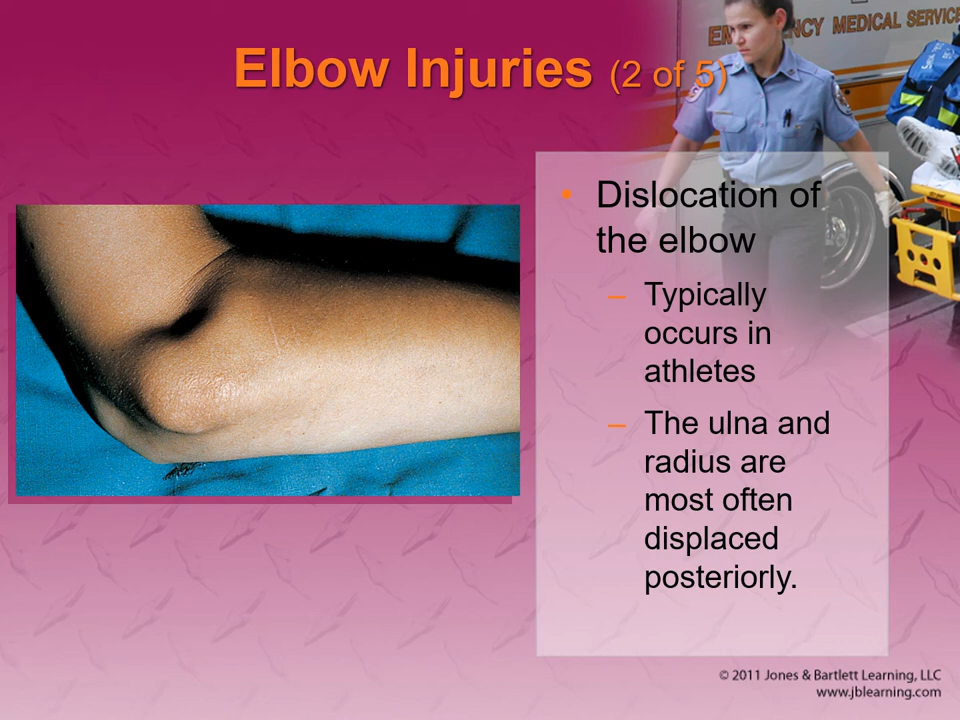 EMERGENCY MEDICAL SERVICE
Elbow Injuries (2 of 5)
• Dislocation of
the elbow
– Typically
occurs in
athletes
– The ulna and
radius are
most often
displaced
posteriorly.
© 2011 Jones & Bartlett Learning, LLC
www.jblearning.com